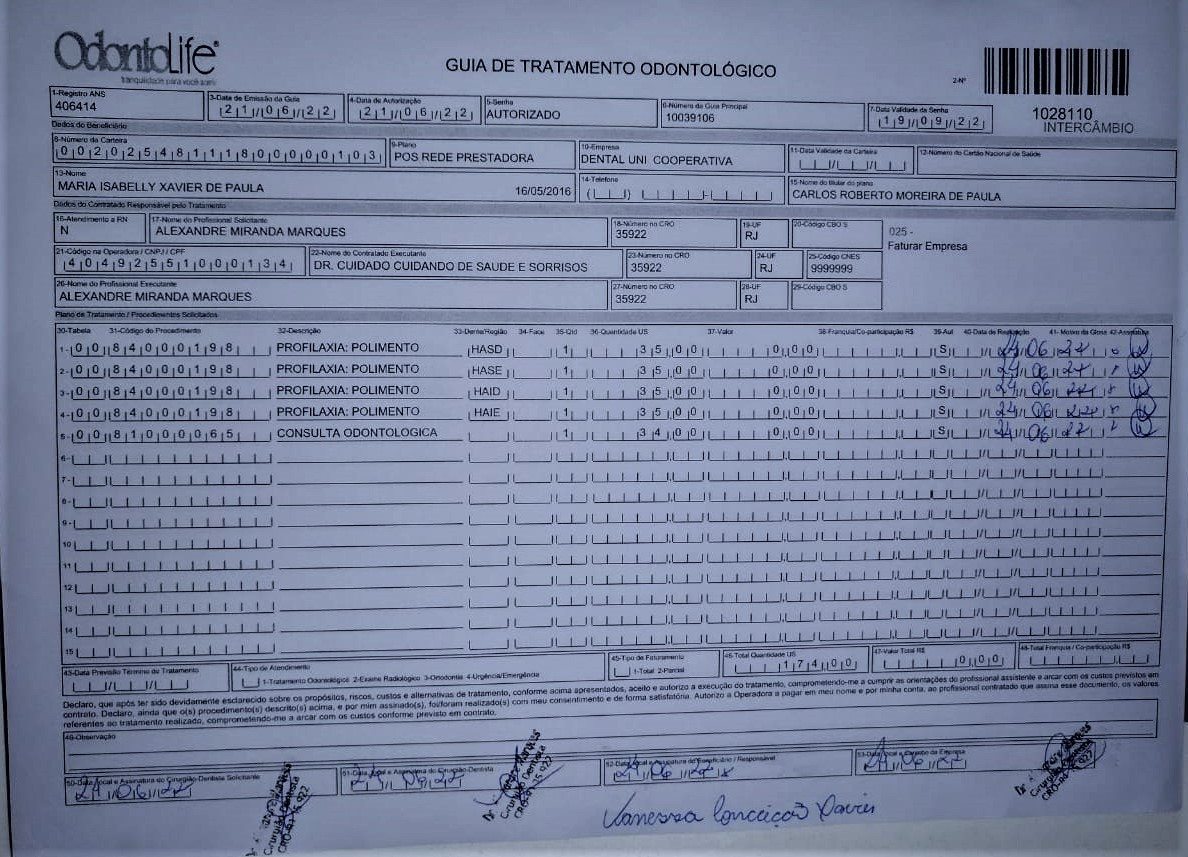 OdontoLife®
tranquilidade para você sorrir
GUIA DE TRATAMENTO ODONTOLÓGICO
2-Nº
1028110
INTERCÂMBIO
1-Registro ANS
406414
3-Data de Emissão da Guia
21/06/22
4-Data de Autorização
21/06/22
5-Senha
AUTORIZADO
6-Número da Guia Principal
10039106
7-Data Validade da Senha
19/09/22
Dados do Beneficiário
8-Número da Carteira
00202548111800000103
9-Plano
POS REDE PRESTADORA
10-Empresa
DENTAL UNI COOPERATIVA
11-Data Validade da Carteira
12-Número do Cartão Nacional de Saúde
13-Nome
MARIA ISABELLY XAVIER DE PAULA 16/05/2016
14-Telefone
15-Nome do titular do plano
CARLOS ROBERTO MOREIRA DE PAULA
Dados do Contratado Responsável pelo Tratamento
16-Atendimento a RN
N
17-Nome do Profissional Solicitante
ALEXANDRE MIRANDA MARQUES
18-Número no CRO
35922
19-UF
RJ
20-Código CBO S
025 -
Faturar Empresa
21-Código na Operadora / CNPJ / CPF
40492551000134
22-Nome do Contratado Executante
DR. CUIDADO CUIDANDO DE SAUDE E SORRISOS
23-Número no CRO
35922
24-UF
RJ
25-Código CNES
9999999
26-Nome do Profissional Executante
ALEXANDRE MIRANDA MARQUES
27-Número no CRO
35922
28-UF
RJ
29-Código CBO S
Plano de Tratamento / Procedimentos Solicitados
30-Tabela 31-Código do Procedimento 32-Descrição 33-Dente/Região 34-Face 35-Qtd 36-Quantidade US 37-Valor 38-Franquia/Co-participação R$ 39-Aut 40-Data de Realização 41- Motivo da Glosa 42-Assinatura
1- 00 84000198 PROFILAXIA: POLIMENTO HASD 1 35,00 0,00 S 24/06/22
2- 00 84000198 PROFILAXIA: POLIMENTO HASE 1 35,00 0,00 S 24/06/22
3- 00 84000198 PROFILAXIA: POLIMENTO HAID 1 35,00 0,00 S 24/06/22
4- 00 84000198 PROFILAXIA: POLIMENTO HAIE 1 35,00 0,00 S 24/06/22
5- 00 81000065 CONSULTA ODONTOLOGICA 1 34,00 0,00 S 24/06/22
6-
7-
8-
9-
10
11
12
13
14
15
43-Data Previsão Término do Tratamento
44-Tipo de Atendimento
1-Tratamento Odontológico 2-Exame Radiológico 3-Ortodontia 4-Urgência/Emergência
45-Tipo de Faturamento
1-Total 2-Parcial
46-Total Quantidade US
174,00
47-Valor Total R$
0,00
48-Total Franquia / Co-participação R$
Declaro, que após ter sido devidamente esclarecido sobre os propósitos, riscos, custos e alternativas de tratamento, conforme acima apresentados, aceito e autorizo a execução do tratamento, comprometendo-me a cumprir as orientações do profissional assistente e arcar com os custos previstos em
contrato. Declaro, ainda que o(s) procedimento(s) descrito(s) acima, e por mim assinado(s), foi/foram realizado(s) com meu consentimento e de forma satisfatória. Autorizo a Operadora a pagar em meu nome e por minha conta, ao profissional contratado que assina esse documento, os valores
referentes ao tratamento realizado, comprometendo-me a arcar com os custos conforme previsto em contrato.
49-Observação
50-Data, local e Assinatura do Cirurgião-Dentista Solicitante
51-Data, local e Assinatura do Cirurgião-Dentista
52-Data, local e Assinatura do Beneficiário / Responsável
53-Data, local e Carimbo da Empresa
Cirurgião Dentista
Cirurgião Dentista
Cirurgião Dentista
Vanessa Conceição